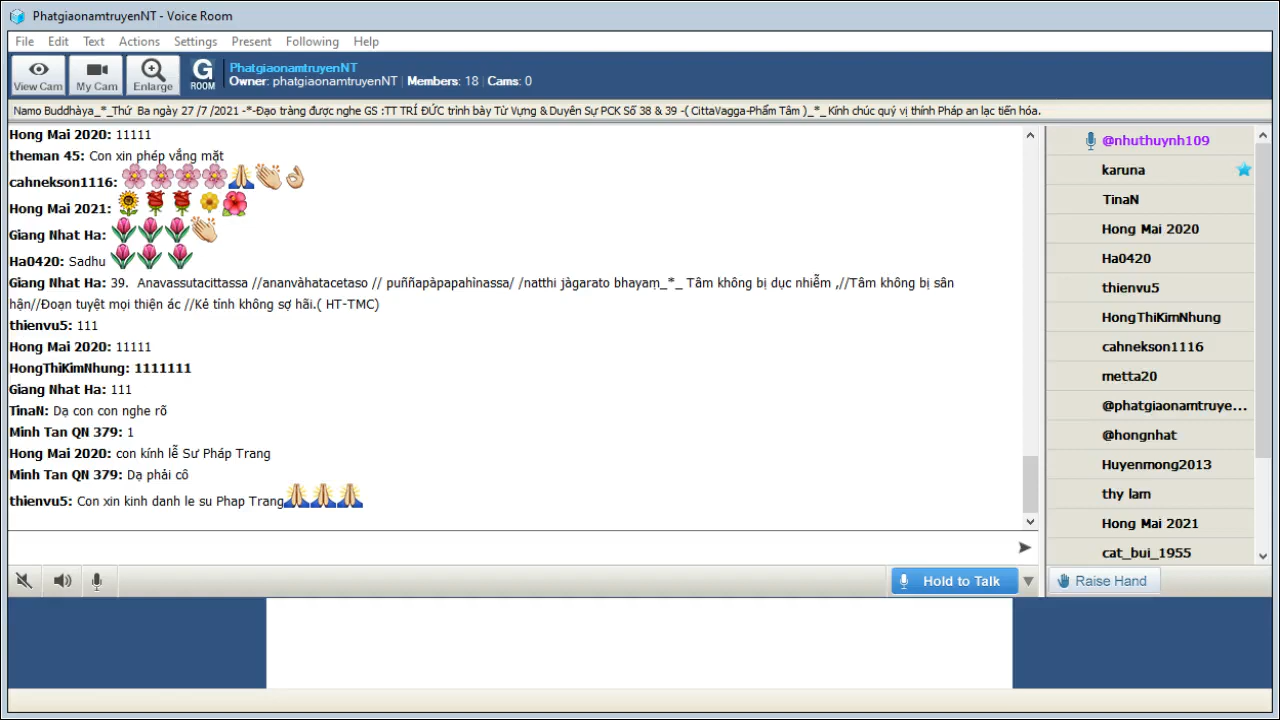 PhatgiaonamtruyenNT - Voice Room
File Edit Text Actions Settings Present Following Help
View Cam My Cam Enlarge G ROOM
PhatgiaonamtruyenNT
Owner: phatgiaonamtruyenNT | Members: 18 | Cams: 0
Namo Buddhàya_*_Thứ Ba ngày 27 /7 /2021 -*-Đạo tràng được nghe GS :TT TRÍ ĐỨC trình bày Từ Vựng & Duyên Sự PCK Số 38 & 39 -( CittaVagga-Phẩm Tâm )_*_ Kính chúc quý vị thính Pháp an lạc tiến hóa.
Hong Mai 2020: 11111
theman 45: Con xin phép vắng mặt
cahnekson1116:
Hong Mai 2021:
Giang Nhat Ha:
Ha0420: Sadhu
Giang Nhat Ha: 39. Anavassutacittassa //ananvàhatacetaso // puññapàpapahìnassa/ /natthi jàgarato bhayaṃ_*_ Tâm không bị dục nhiễm ,//Tâm không bị sân
hận//Đoạn tuyệt mọi thiện ác //Kẻ tỉnh không sợ hãi.( HT-TMC)
thienvu5: 111
Hong Mai 2020: 11111
HongThiKimNhung: 1111111
Giang Nhat Ha: 111
TinaN: Dạ con con nghe rõ
Minh Tan QN 379: 1
Hong Mai 2020: con kính lễ Sư Pháp Trang
Minh Tan QN 379: Dạ phải cô
thienvu5: Con xin kinh danh le su Phap Trang
Hold to Talk
@nhuthuynh109
karuna
TinaN
Hong Mai 2020
Ha0420
thienvu5
HongThiKimNhung
cahnekson1116
metta20
@phatgiaonamtruye...
@hongnhat
Huyenmong2013
thy lam
Hong Mai 2021
cat_bui_1955
Raise Hand